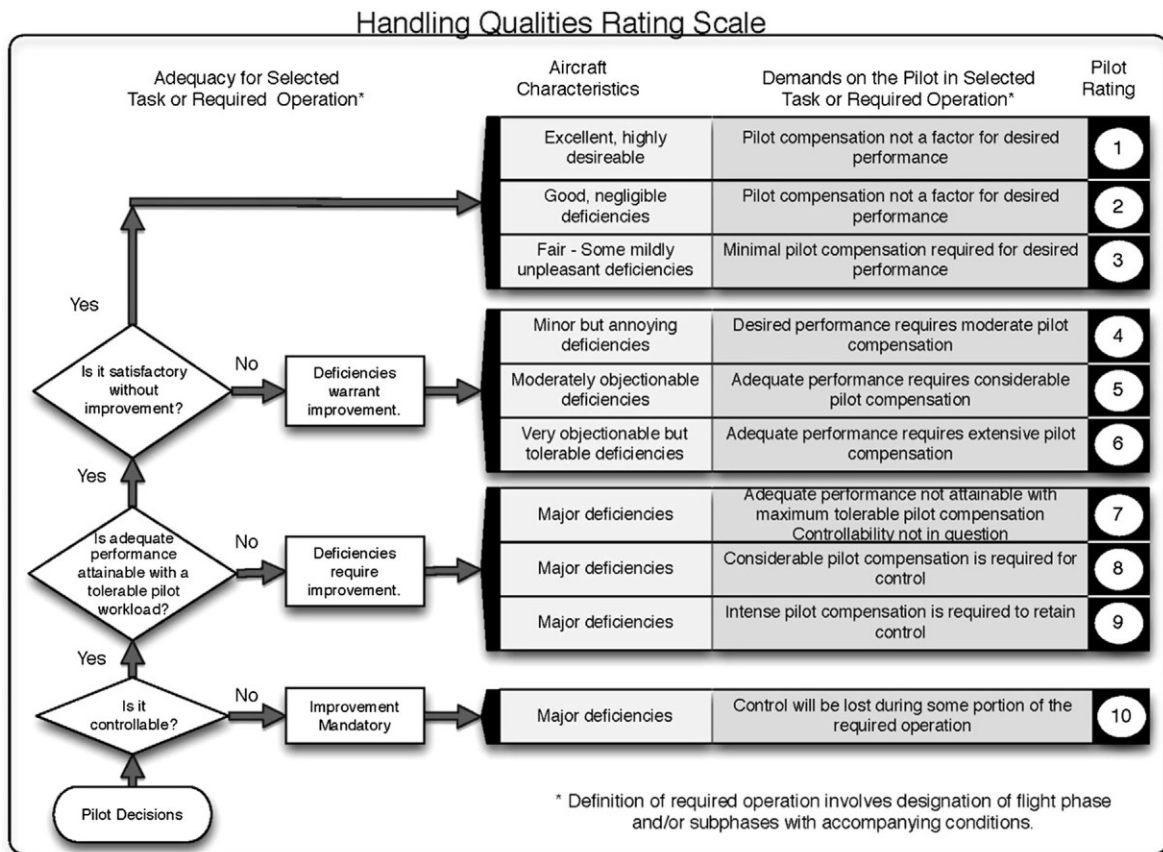 Handling Qualities Rating Scale
Adequacy for Selected
Task or Required Operation*
Aircraft
Characteristics
Demands on the Pilot in Selected
Task or Required Operation*
Pilot
Rating
Excellent, highly
desireable
Pilot compensation not a factor for desired
performance
1
Good, negligible
deficiencies
Pilot compensation not a factor for desired
performance
2
Fair - Some mildly
unpleasant deficiencies
Minimal pilot compensation required for desired
performance
3
Yes
Is it satisfactory
without
improvement?
No
Deficiencies
warrant
improvement.
Minor but annoying
deficiencies
Desired performance requires moderate pilot
compensation
4
Moderately objectionable
deficiencies
Adequate performance requires considerable
pilot compensation
5
Very objectionable but
tolerable deficiencies
Adequate performance requires extensive pilot
compensation
6
Yes
Is adequate
performance
attainable with a
tolerable pilot
workload?
No
Deficiencies
require
improvement.
Major deficiencies
Adequate performance not attainable with
maximum tolerable pilot compensation
Controllability not in question
7
Major deficiencies
Considerable pilot compensation is required for
control
8
Major deficiencies
Intense pilot compensation is required to retain
control
9
Yes
Is it
controllable?
No
Improvement
Mandatory
Major deficiencies
Control will be lost during some portion of the
required operation
10
Pilot Decisions
* Definition of required operation involves designation of flight phase
and/or subphases with accompanying conditions.